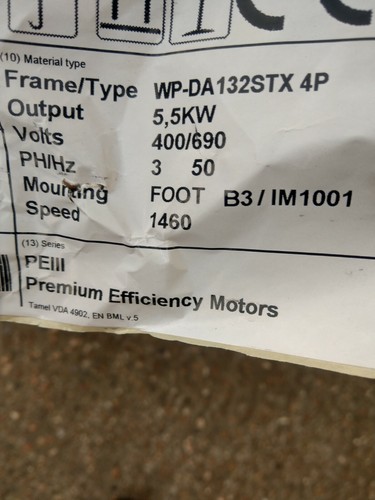 (10) Material type
Frame/Type WP-DA132STX 4P
Output 5,5KW
Volts 400/690
PH/Hz 3 50
Mounting FOOT B3 / IM1001
Speed 1460
(13) Series
PEIII
Premium Efficiency Motors
Tamel VDA 4902, EN BML v.5